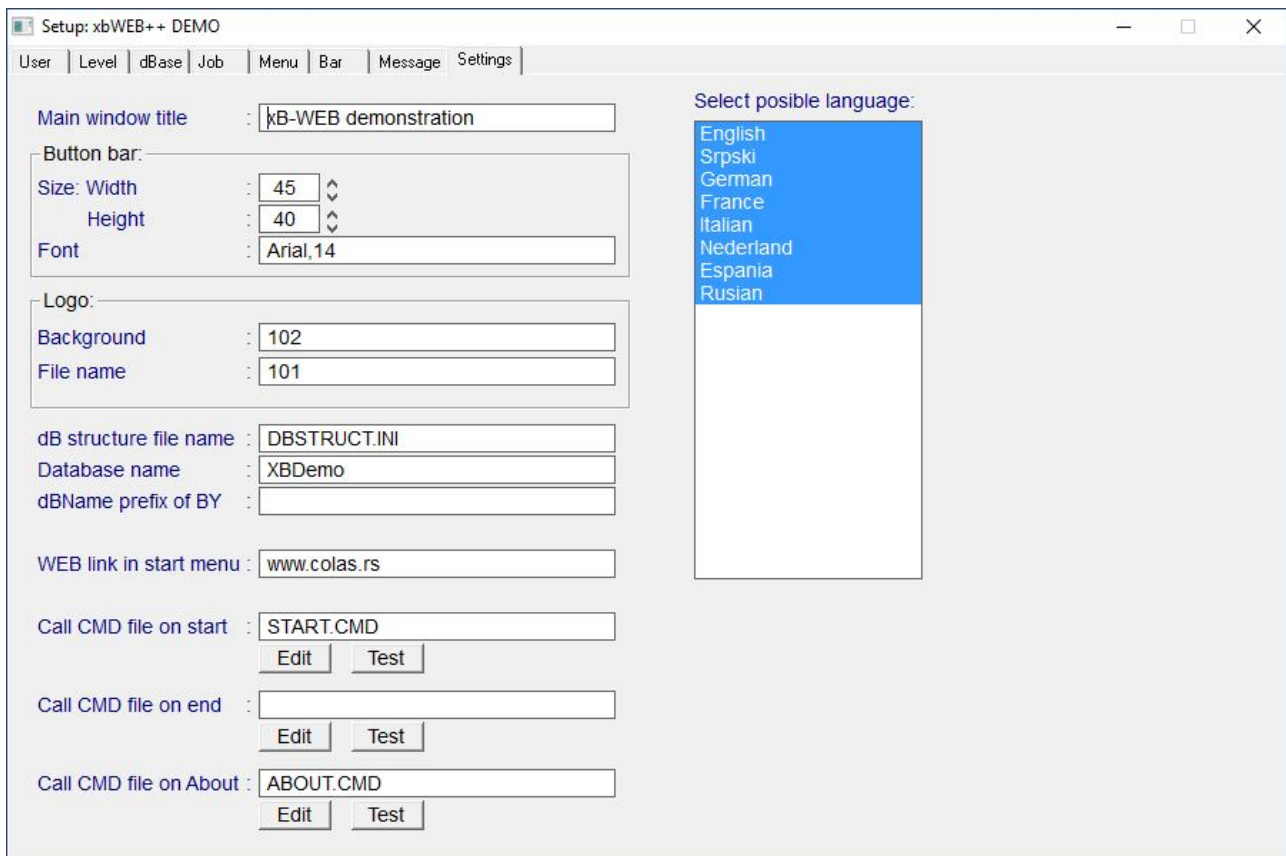 Setup: xbWEB++ DEMO
User Level dBase Job Menu Bar Message Settings
Main window title : xB-WEB demonstration
Button bar:
Size: Width : 45
Height : 40
Font : Arial,14
Logo:
Background : 102
File name : 101
dB structure file name : DBSTRUCT.INI
Database name : XBDemo
dBName prefix of BY :
WEB link in start menu : www.colas.rs
Call CMD file on start : START.CMD
Edit Test
Call CMD file on end :
Edit Test
Call CMD file on About : ABOUT.CMD
Edit Test
Select posible language:
English
Srpski
German
France
Italian
Nederland
Espania
Rusian